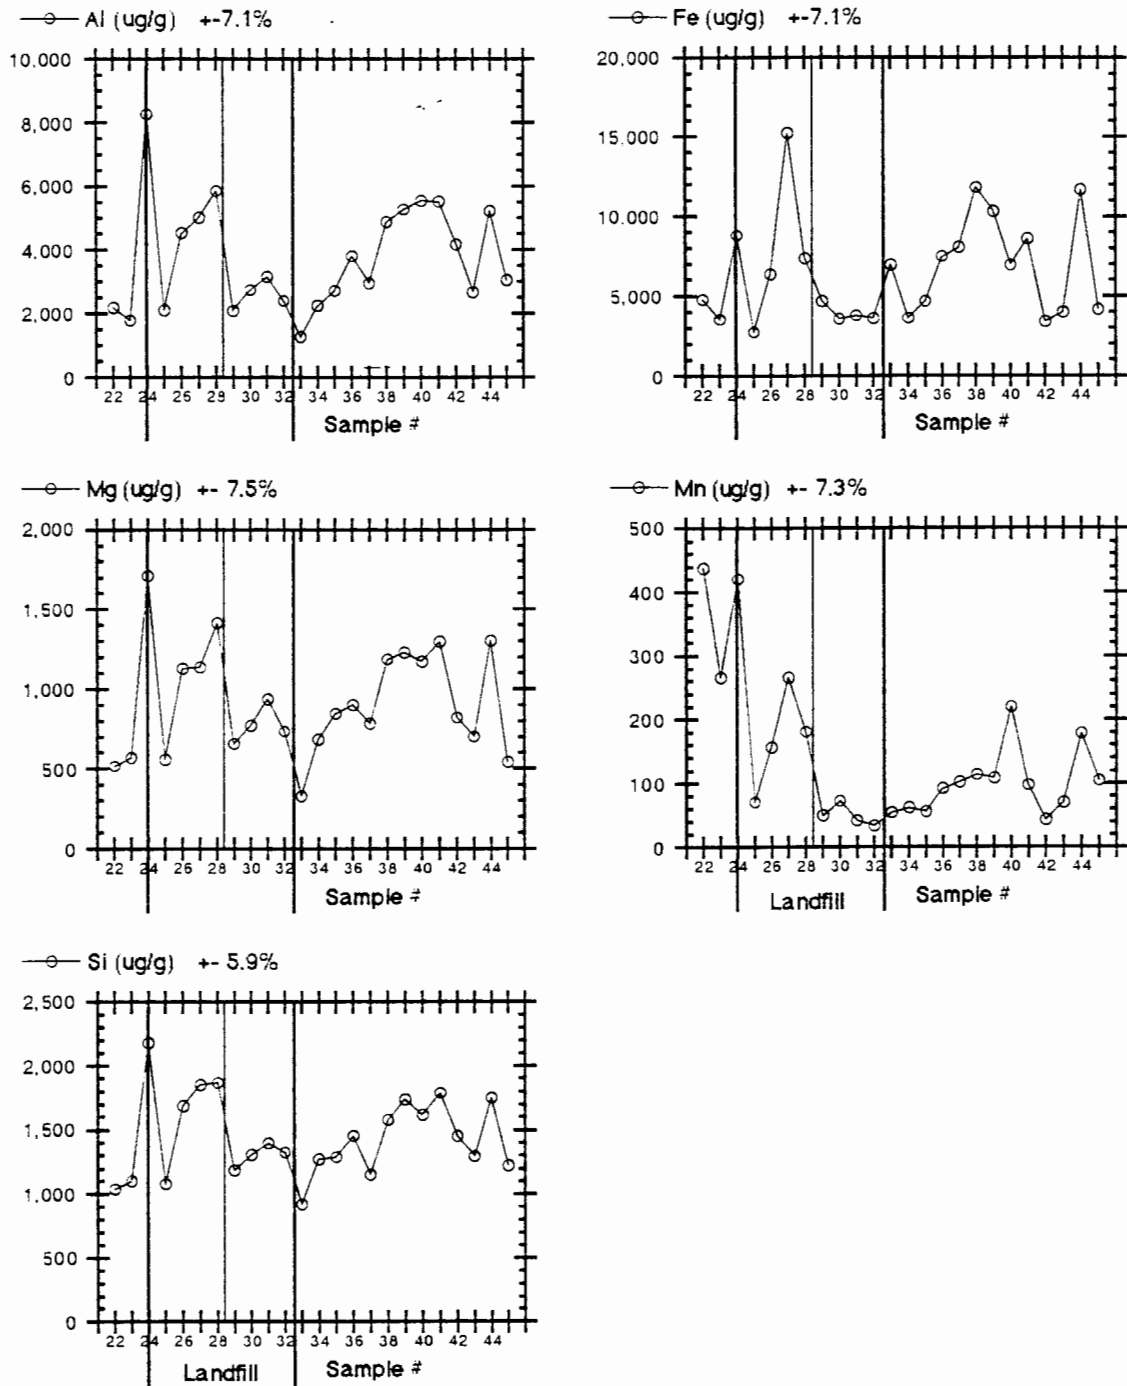 Al (ug/g) +-7.1%
10.000
8,000
6,000
4,000
2,000
0
22 24 26 28 30 32 34 36 38 40 42 44
Sample #
Fe (ug/g) +-7.1%
20,000
15,000
10,000
5,000
0
22 24 26 28 30 32 34 36 38 40 42 44
Sample #
Mg (ug/g) +- 7.5%
2,000
1,500
1,000
500
0
22 24 26 28 30 32 34 36 38 40 42 44
Sample #
Mn (ug/g) +- 7.3%
500
400
300
200
100
0
22 24 26 28 30 32 34 36 38 40 42 44
Landfill Sample #
Si (ug/g) +- 5.9%
2,500
2,000
1,500
1,000
500
0
22 24 26 28 30 32 34 36 38 40 42 44
Landfill Sample #